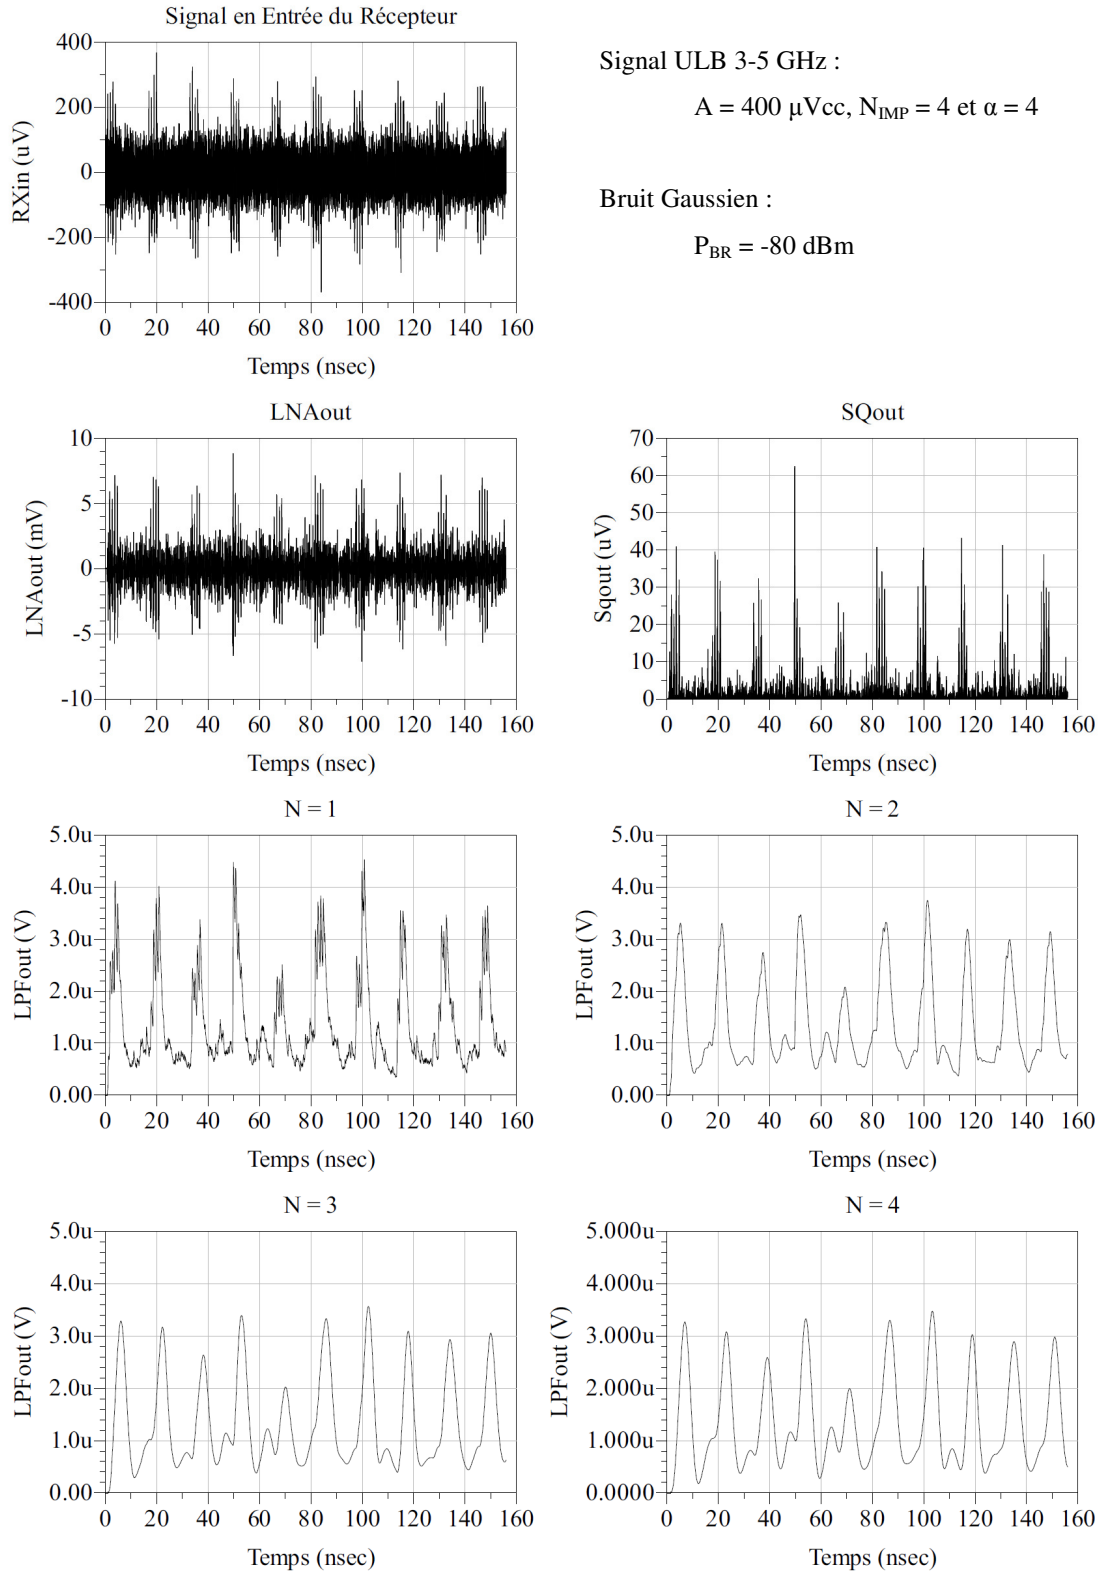 Signal en Entrée du Récepteur
400
200
0
-200
-400
RXin (uV)
0 20 40 60 80 100 120 140 160
Temps (nsec)
Signal ULB 3-5 GHz :
A = 400 µVcc, NIMP = 4 et α = 4
Bruit Gaussien :
PBR = -80 dBm
LNAout
10
5
0
-5
-10
LNAout (mV)
0 20 40 60 80 100 120 140 160
Temps (nsec)
SQout
70
60
50
40
30
20
10
0
Sqout (uV)
0 20 40 60 80 100 120 140 160
Temps (nsec)
N = 1
5.0u
4.0u
3.0u
2.0u
1.0u
0.00
LPFout (V)
0 20 40 60 80 100 120 140 160
Temps (nsec)
N = 2
5.0u
4.0u
3.0u
2.0u
1.0u
0.00
LPFout (V)
0 20 40 60 80 100 120 140 160
Temps (nsec)
N = 3
5.0u
4.0u
3.0u
2.0u
1.0u
0.00
LPFout (V)
0 20 40 60 80 100 120 140 160
Temps (nsec)
N = 4
5.000u
4.000u
3.000u
2.000u
1.000u
0.0000
LPFout (V)
0 20 40 60 80 100 120 140 160
Temps (nsec)